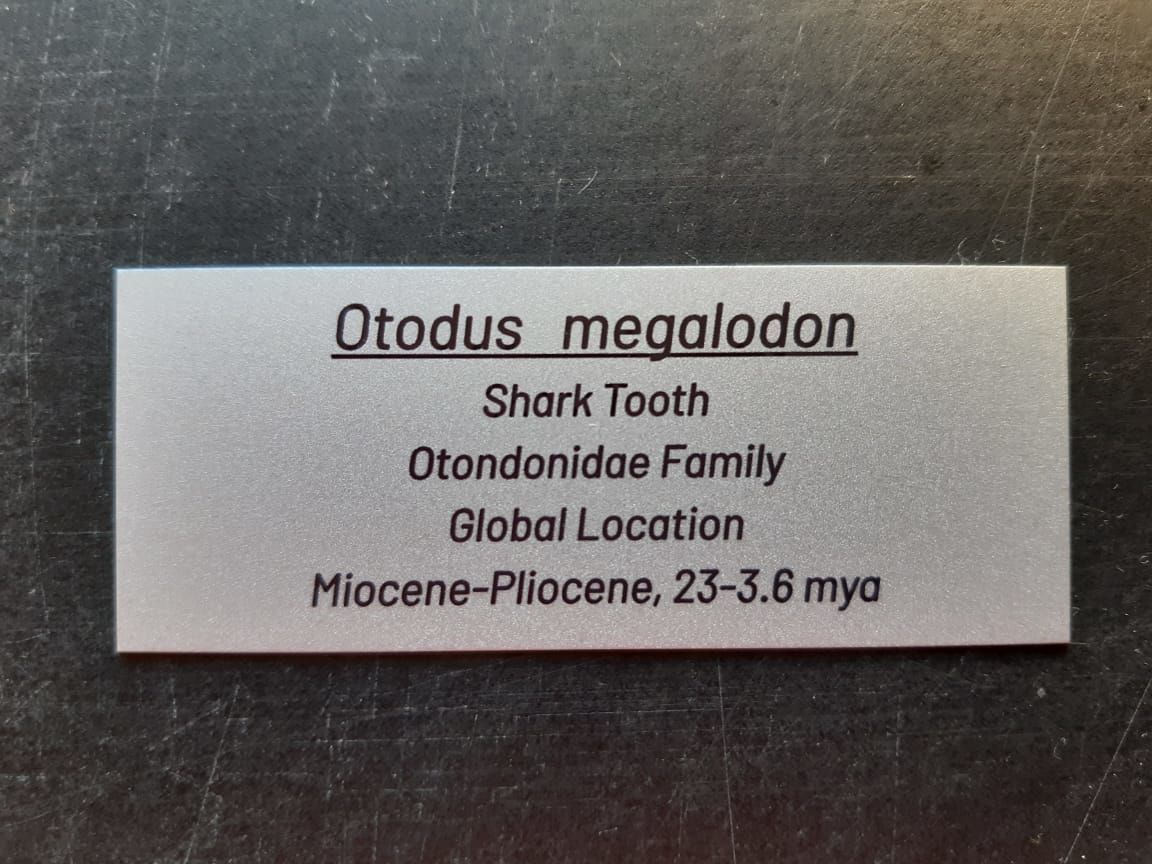 Otodus megalodon
Shark Tooth
Otondonidae Family
Global Location
Miocene-Pliocene, 23-3.6 mya